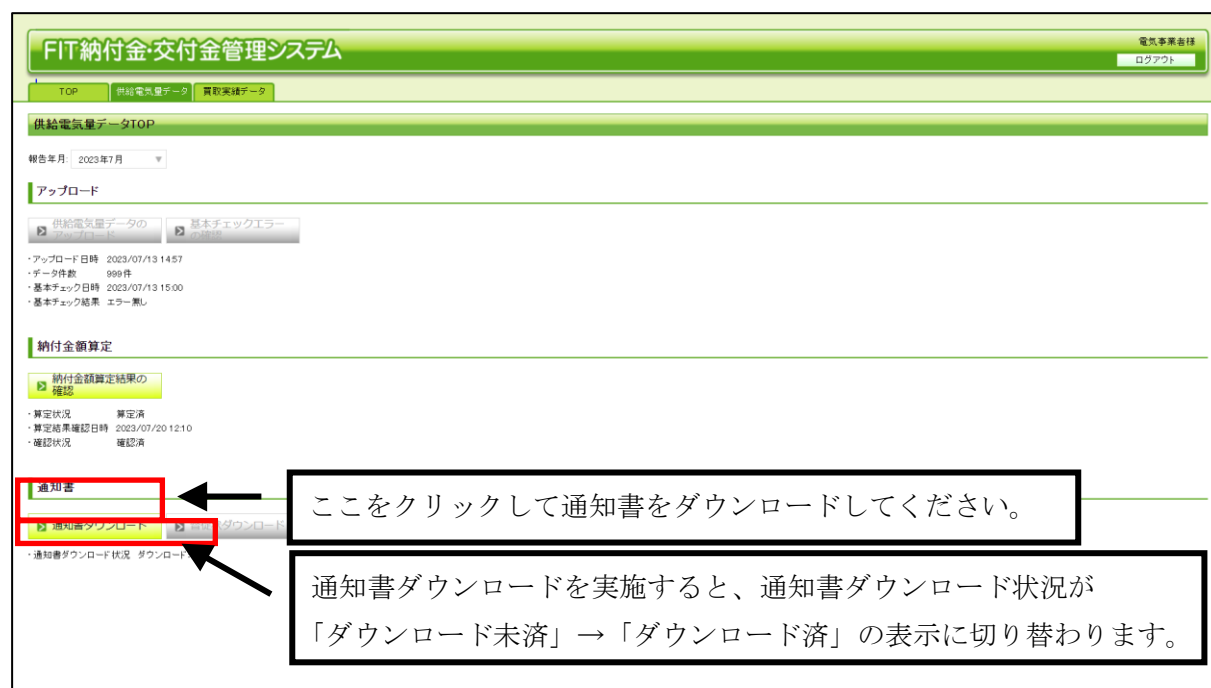 FIT納付金・交付金管理システム
電気事業者様
ログアウト
TOP
供給電気量データ
買取実績データ
供給電気量データTOP
報告年月: 2023年7月
アップロード
供給電気量データの
アップロード
基本チェックエラー
の確認
・アップロード日時 2023/07/13 14:57
・データ件数 999件
・基本チェック日時 2023/07/13 15:00
・基本チェック結果 エラー無し
納付金額算定
納付金額算定結果の
確認
・算定状況 算定済
・算定結果確認日時 2023/07/20 12:10
・確認状況 確認済
通知書
ここをクリックして通知書をダウンロードしてください。
通知書ダウンロード
ダウンロード
・通知書ダウンロード状況 ダウンロード
通知書ダウンロードを実施すると、通知書ダウンロード状況が
「ダウンロード未済」→「ダウンロード済」の表示に切り替わります。